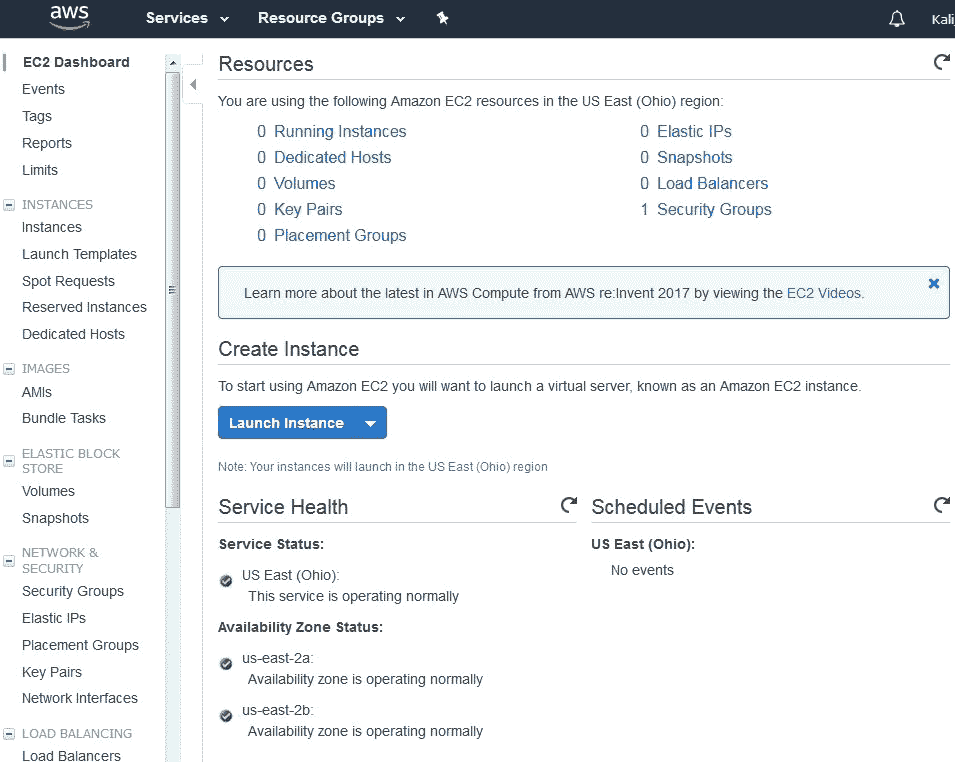 aws Services Resource Groups Kali
EC2 Dashboard
Events
Tags
Reports
Limits
INSTANCES
Instances
Launch Templates
Spot Requests
Reserved Instances
Dedicated Hosts
IMAGES
AMIs
Bundle Tasks
ELASTIC BLOCK
STORE
Volumes
Snapshots
NETWORK &
SECURITY
Security Groups
Elastic IPs
Placement Groups
Key Pairs
Network Interfaces
LOAD BALANCING
Load Balancers
Resources
You are using the following Amazon EC2 resources in the US East (Ohio) region:
0 Running Instances
0 Dedicated Hosts
0 Volumes
0 Key Pairs
0 Placement Groups
0 Elastic IPs
0 Snapshots
0 Load Balancers
1 Security Groups
Learn more about the latest in AWS Compute from AWS re:Invent 2017 by viewing the EC2 Videos.
Create Instance
To start using Amazon EC2 you will want to launch a virtual server, known as an Amazon EC2 instance.
Launch Instance
Note: Your instances will launch in the US East (Ohio) region
Service Health
Service Status:
US East (Ohio):
This service is operating normally
Availability Zone Status:
us-east-2a:
Availability zone is operating normally
us-east-2b:
Availability zone is operating normally
Scheduled Events
US East (Ohio):
No events